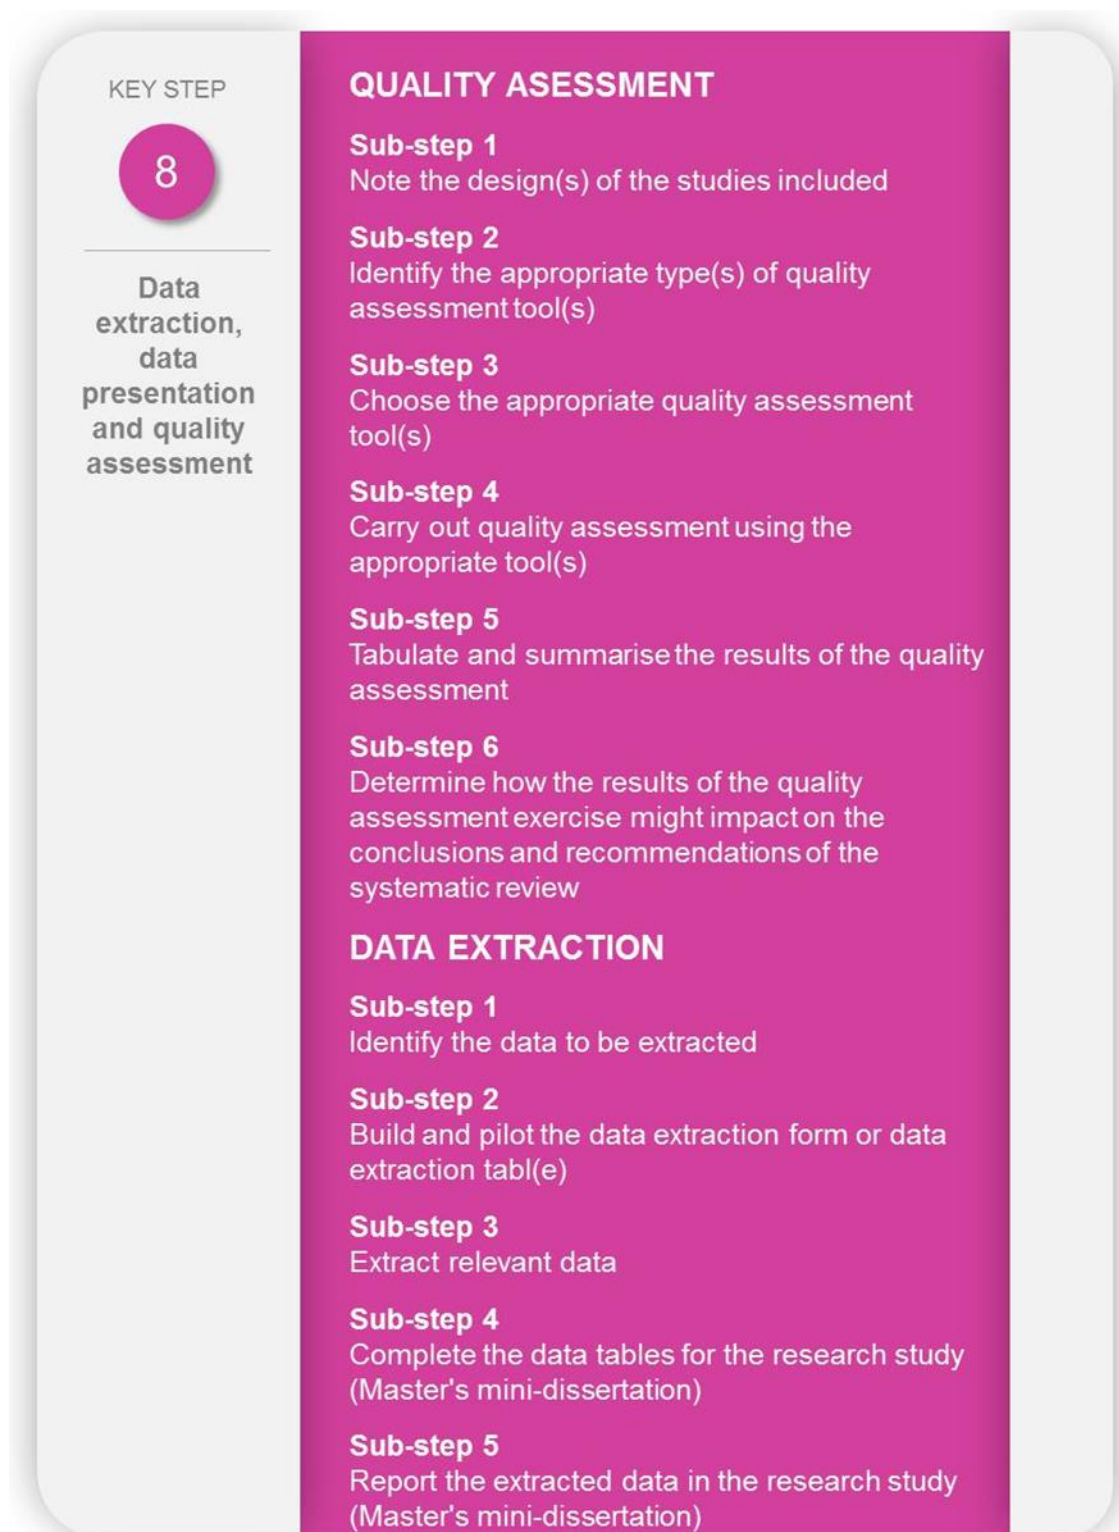 KEY STEP
8
Data
extraction,
data
presentation
and quality
assessment
QUALITY ASESSMENT
Sub-step 1
Note the design(s) of the studies included
Sub-step 2
Identify the appropriate type(s) of quality
assessment tool(s)
Sub-step 3
Choose the appropriate quality assessment
tool(s)
Sub-step 4
Carry out quality assessment using the
appropriate tool(s)
Sub-step 5
Tabulate and summarise the results of the quality
assessment
Sub-step 6
Determine how the results of the quality
assessment exercise might impact on the
conclusions and recommendations of the
systematic review
DATA EXTRACTION
Sub-step 1
Identify the data to be extracted
Sub-step 2
Build and pilot the data extraction form or data
extraction tabl(e)
Sub-step 3
Extract relevant data
Sub-step 4
Complete the data tables for the research study
(Master's mini-dissertation)
Sub-step 5
Report the extracted data in the research study
(Master's mini-dissertation)